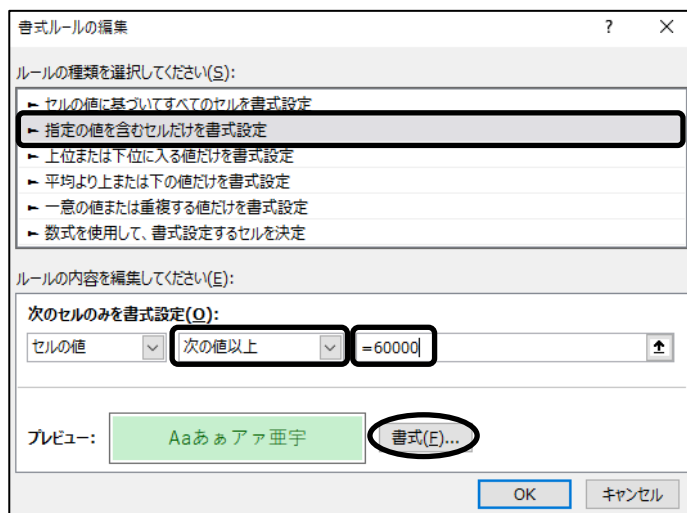 書式ルールの編集 ? ×
ルールの種類を選択してください(S):
► セルの値に基づいてすべてのセルを書式設定
► 指定の値を含むセルだけを書式設定
► 上位または下位に入る値だけを書式設定
► 平均より上または下の値だけを書式設定
► 一意の値または重複する値だけを書式設定
► 数式を使用して、書式設定するセルを決定
ルールの内容を編集してください(E):
次のセルのみを書式設定(O):
セルの値 次の値以上 =60000
プレビュー: Aaあぁアァ亜宇 書式(F)...
OK キャンセル